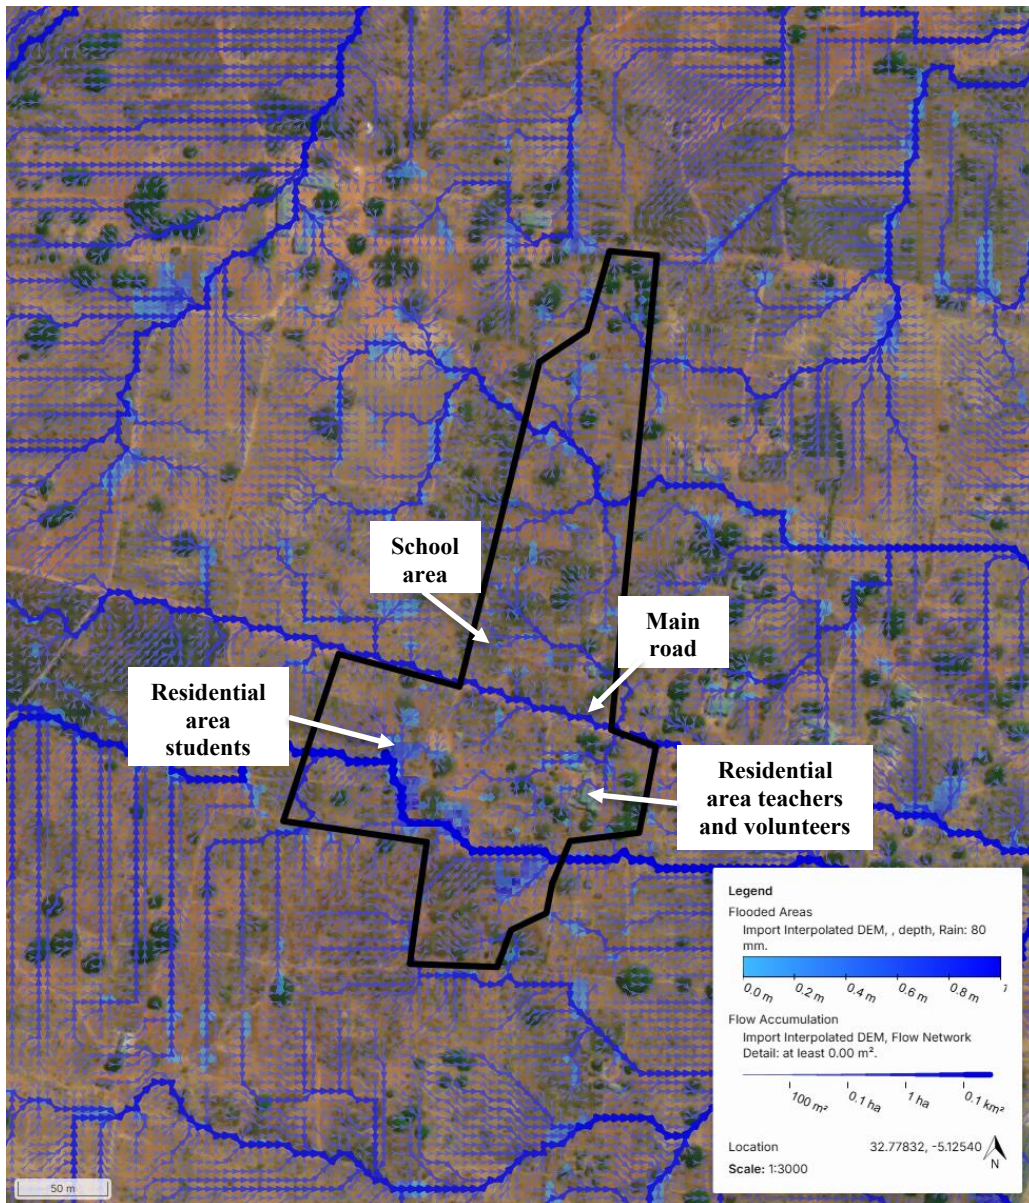 School
area
Main
road
Residential
area
students
Residential
area teachers
and volunteers
Legend
Flooded Areas
Import Interpolated DEM, , depth, Rain: 80
mm.
0.0 m 0.2 m 0.4 m 0.6 m 0.8 m
Flow Accumulation
Import Interpolated DEM, Flow Network
Detail: at least 0.00 m².
100 m² 0.1 ha 1 ha 0.1 km²
Location 32.77832, -5.12540
N
Scale: 1:3000
50 m